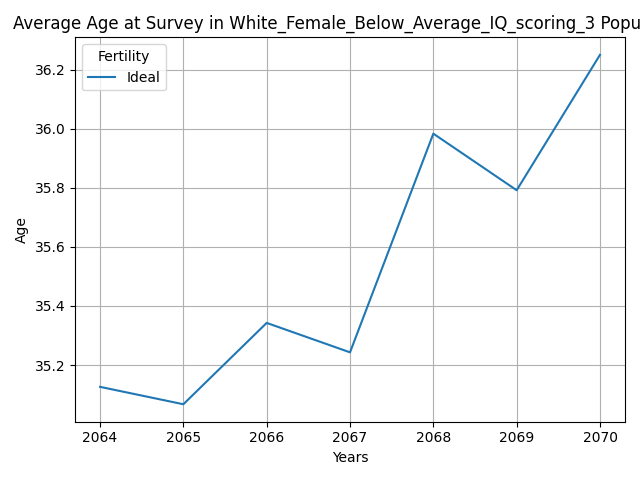 Average Age at Survey in White_Female_Below_Average_IQ_scoring_3 Popu
Fertility
Ideal
36.2
36.0
35.8
35.6
35.4
35.2
Age
2064 2065 2066 2067 2068 2069 2070
Years